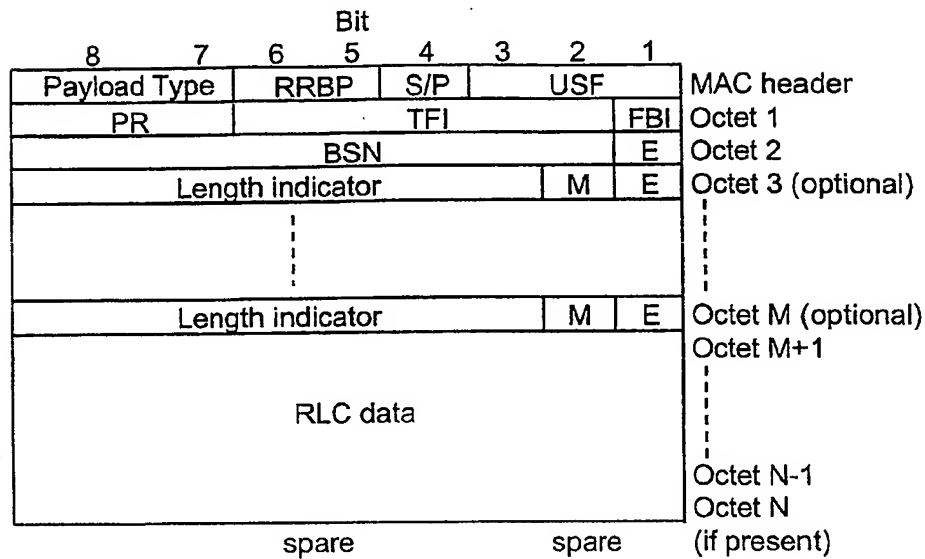 Bit
8 7 6 5 4 3 2 1
Payload Type RRBP S/P USF MAC header
PR TFI FBI Octet 1
BSN E Octet 2
Length indicator M E Octet 3 (optional)
Length indicator M E Octet M (optional)
Octet M+1
RLC data
Octet N-1
Octet N
spare spare (if present)